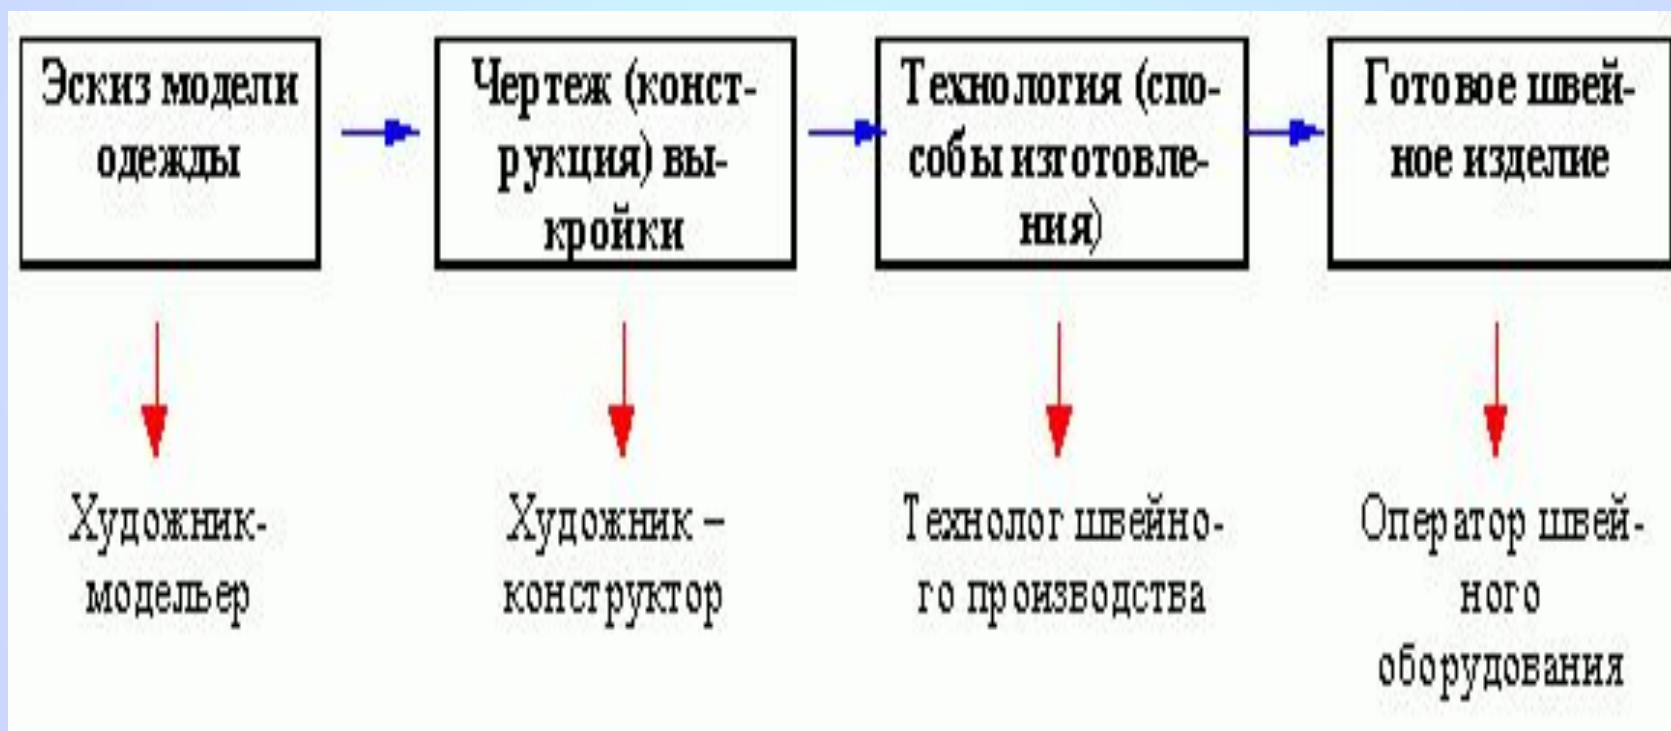 Эскиз модели
одежды
Чертеж (конст-
рукция) вы-
кройки
Технология (спо-
собы изготовле-
ния)
Готовое швей-
ное изделие
Художник-
модельер
Художник –
конструктор
Технолог швейно-
го производства
Оператор швей-
ного
оборудования